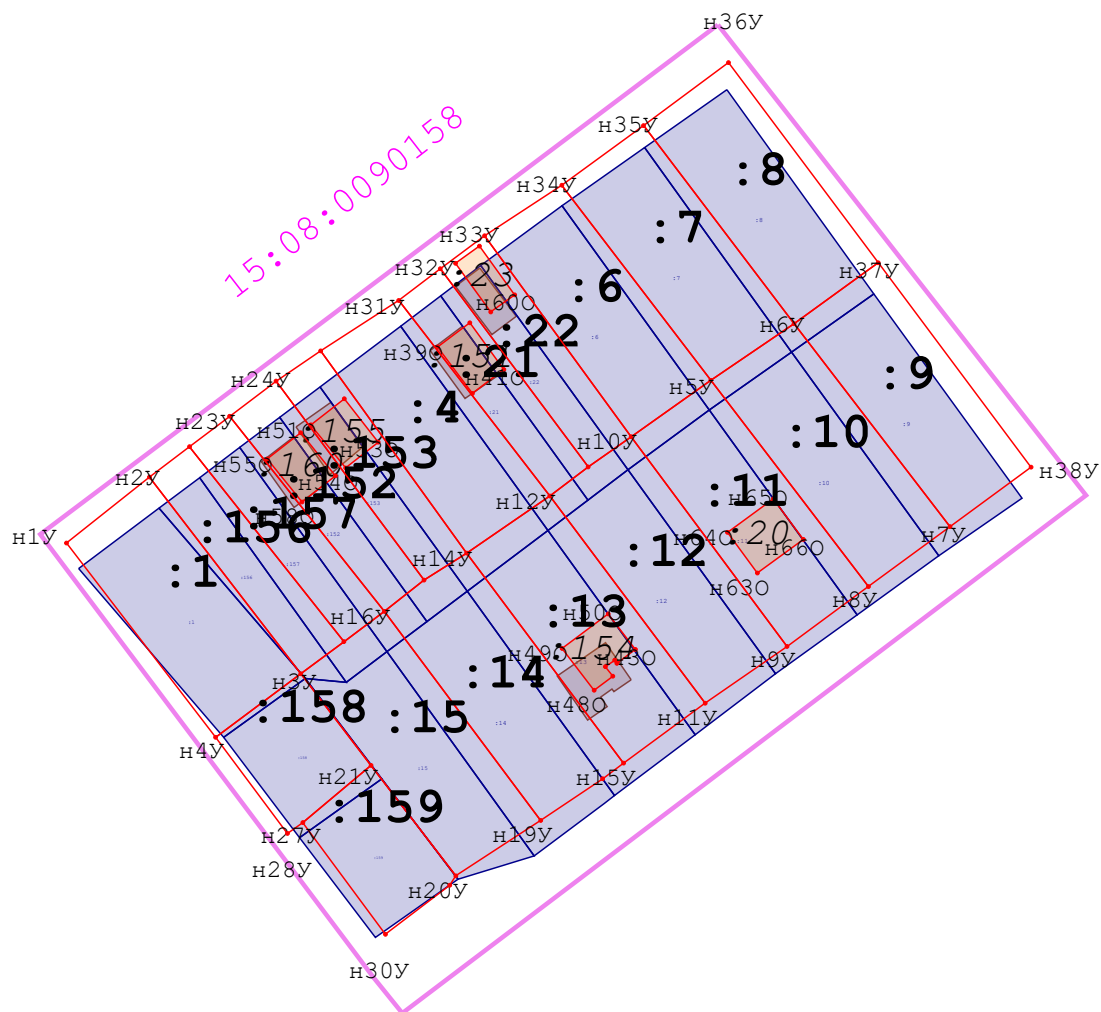 н36У
15:08:0090158
н35У
:8
н34У
:7
н33У
н32У
:23
н37У
:6
н60О
н31У
:22
н6У
н39О
:21
н41О
н24У
н5У
:9
:4
н23У
н51О
:155
:10
н10У
н53О
:153
н2У
н55О
:160
н54О
:152
н38У
:11
н65О
н12У
н58О
:157
:156
н1У
н64О
:20
н7У
:12
н66О
н14У
:1
н63О
н8У
н16У
н50О
:13
н49О
:154
н43О
н9У
н3У
:14
:158
:15
н48О
н11У
н4У
н21У
н15У
:159
н27У
н19У
н28У
н20У
н30У